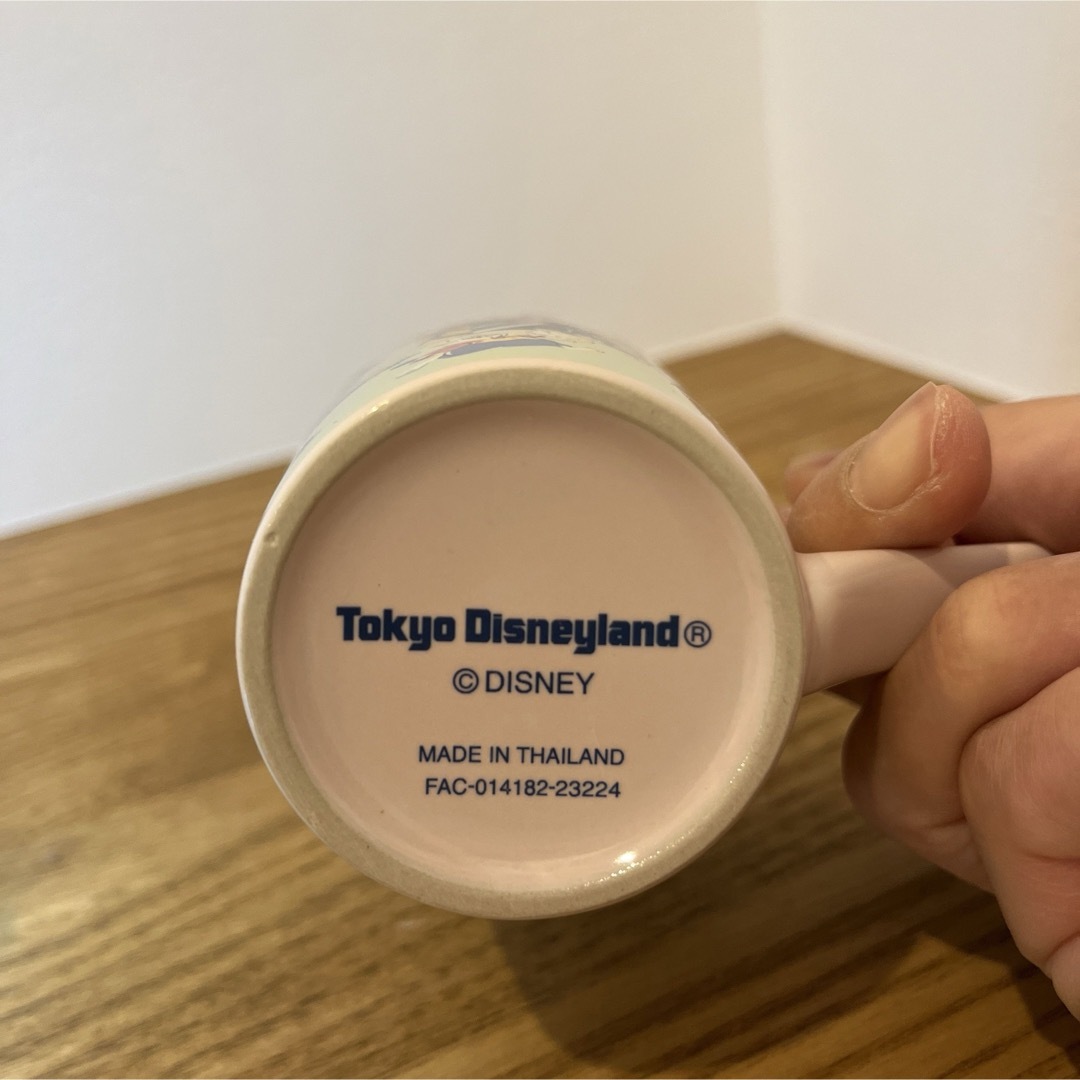 Tokyo Disneyland®
©DISNEY
MADE IN THAILAND
FAC-014182-23224